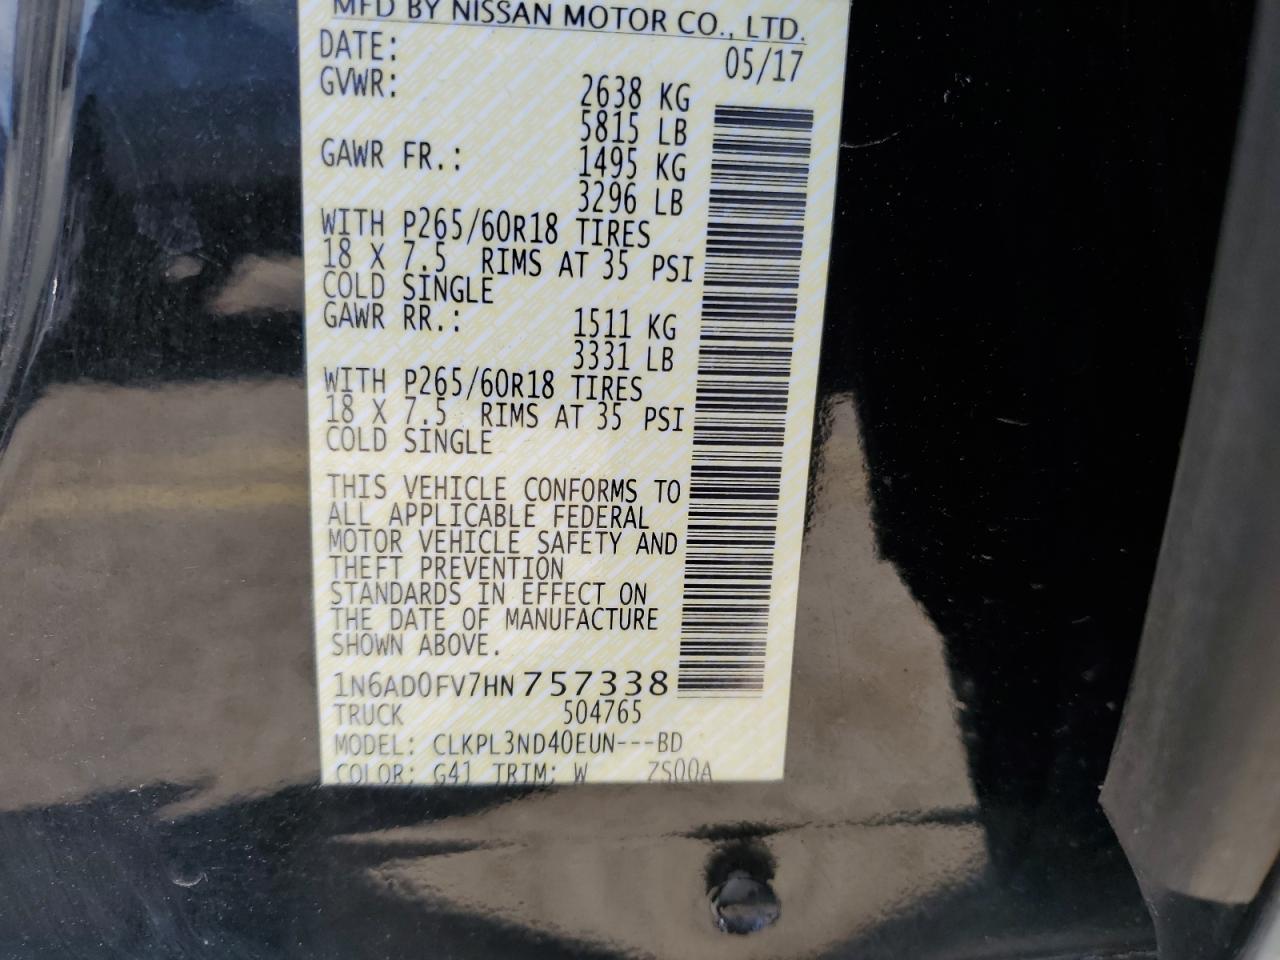 MFD BY NISSAN MOTOR CO., LTD.
DATE: 05/17
GVWR: 2638 KG
5815 LB
GAWR FR.: 1495 KG
3296 LB
WITH P265/60R18 TIRES
18 X 7.5 RIMS AT 35 PSI
COLD SINGLE
GAWR RR.: 1511 KG
3331 LB
WITH P265/60R18 TIRES
18 X 7.5 RIMS AT 35 PSI
COLD SINGLE
THIS VEHICLE CONFORMS TO
ALL APPLICABLE FEDERAL
MOTOR VEHICLE SAFETY AND
THEFT PREVENTION
STANDARDS IN EFFECT ON
THE DATE OF MANUFACTURE
SHOWN ABOVE.
1N6AD0FV7HN757338
TRUCK 504765
MODEL: CLKPL3ND40EUN---BD
COLOR: G41 TRIM: W ZS00A